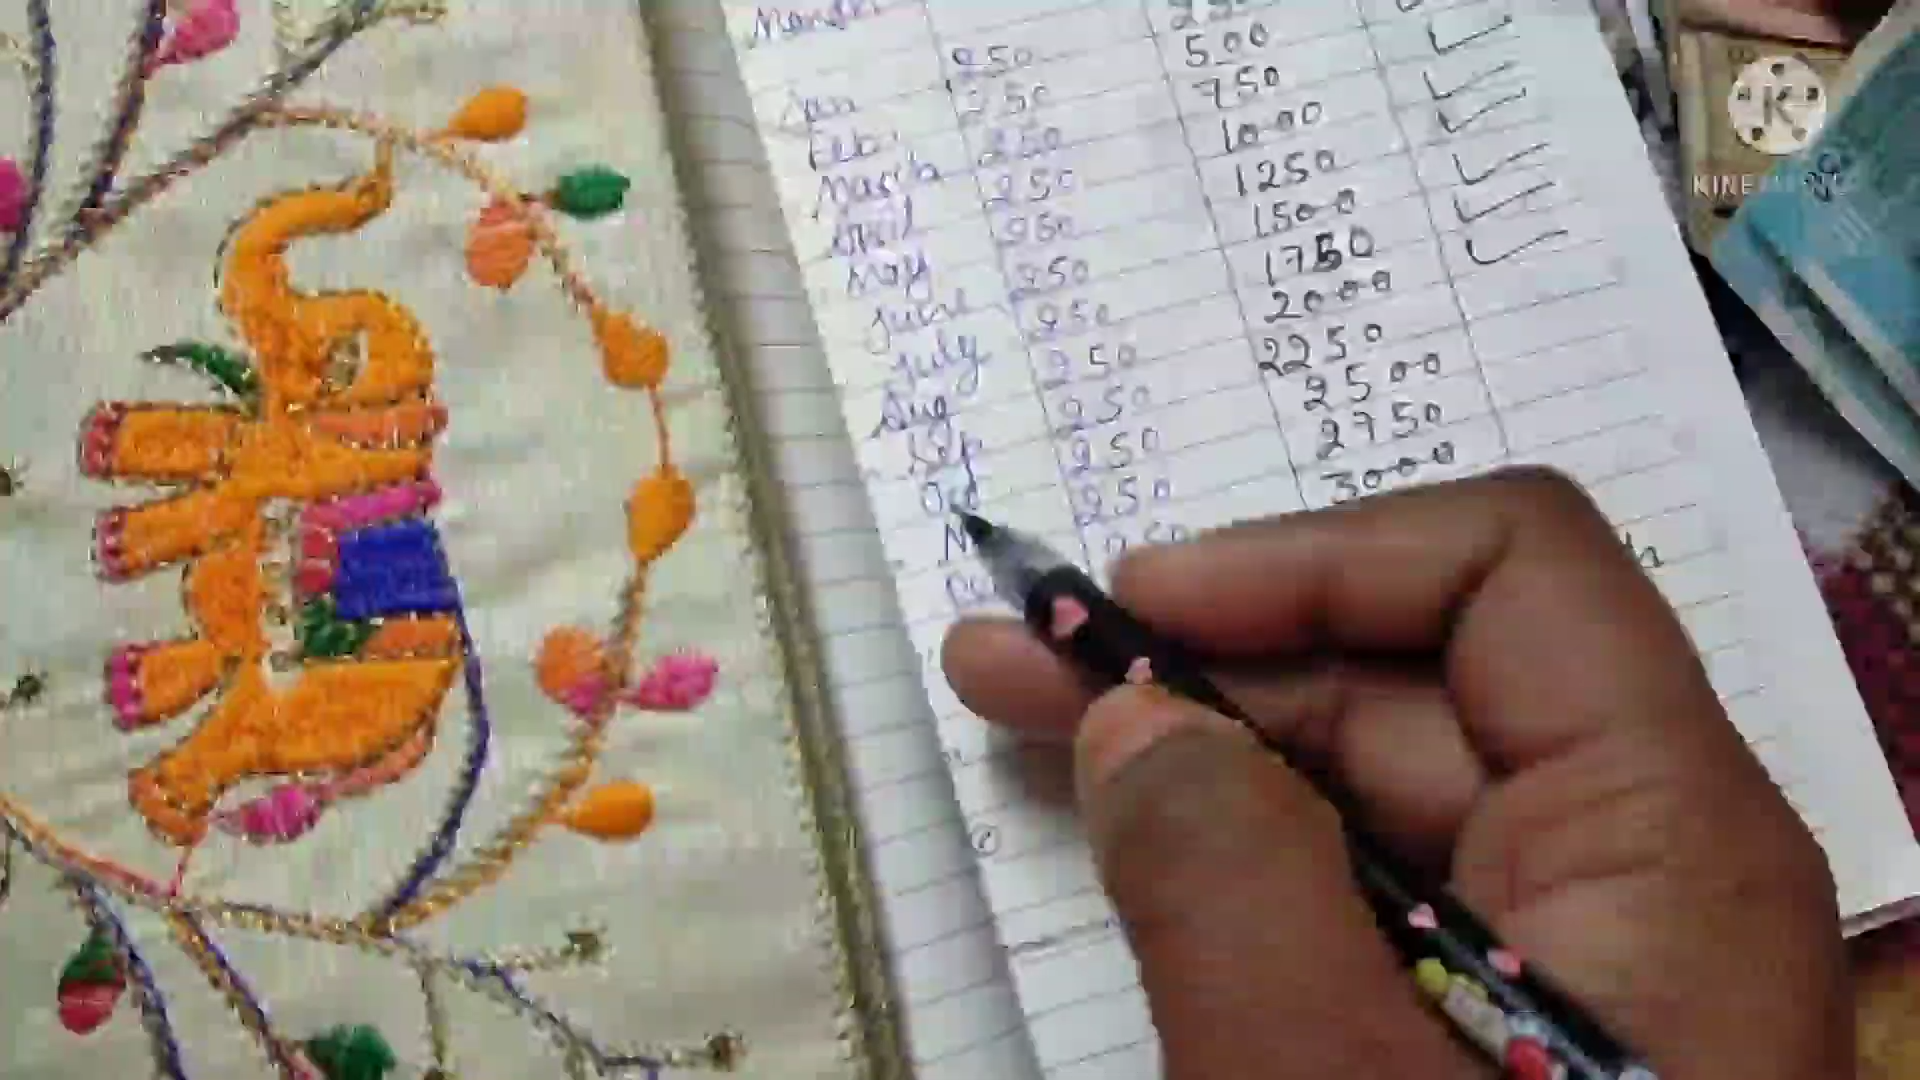 250
Jan 250 500 ✓
Feb. 250 750 ✓
March 250 1000 ✓
April 250 1250 ✓
May 250 1500 ✓
June 250 1750 ✓
July 250 2000
Aug 250 2250
Sep 250 2500
Oct 250 2750
250 3000
KINEMASTER